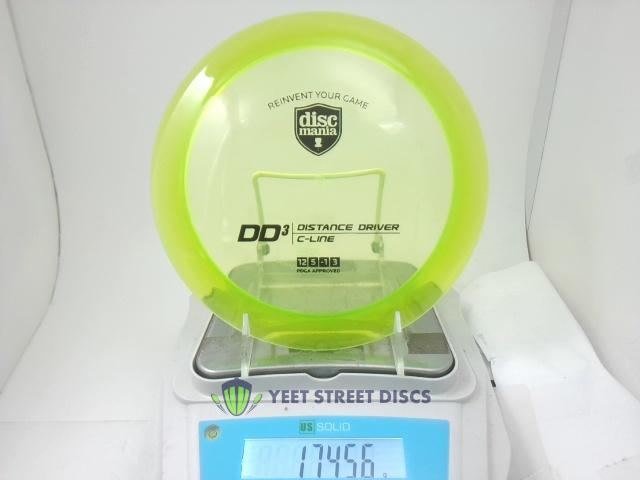 REINVENT YOUR GAME
disc
mania
DD³ DISTANCE DRIVER
C-LINE
12 5 -1 3
PDGA APPROVED
YEET STREET DISCS
US SOLID
174.56 g